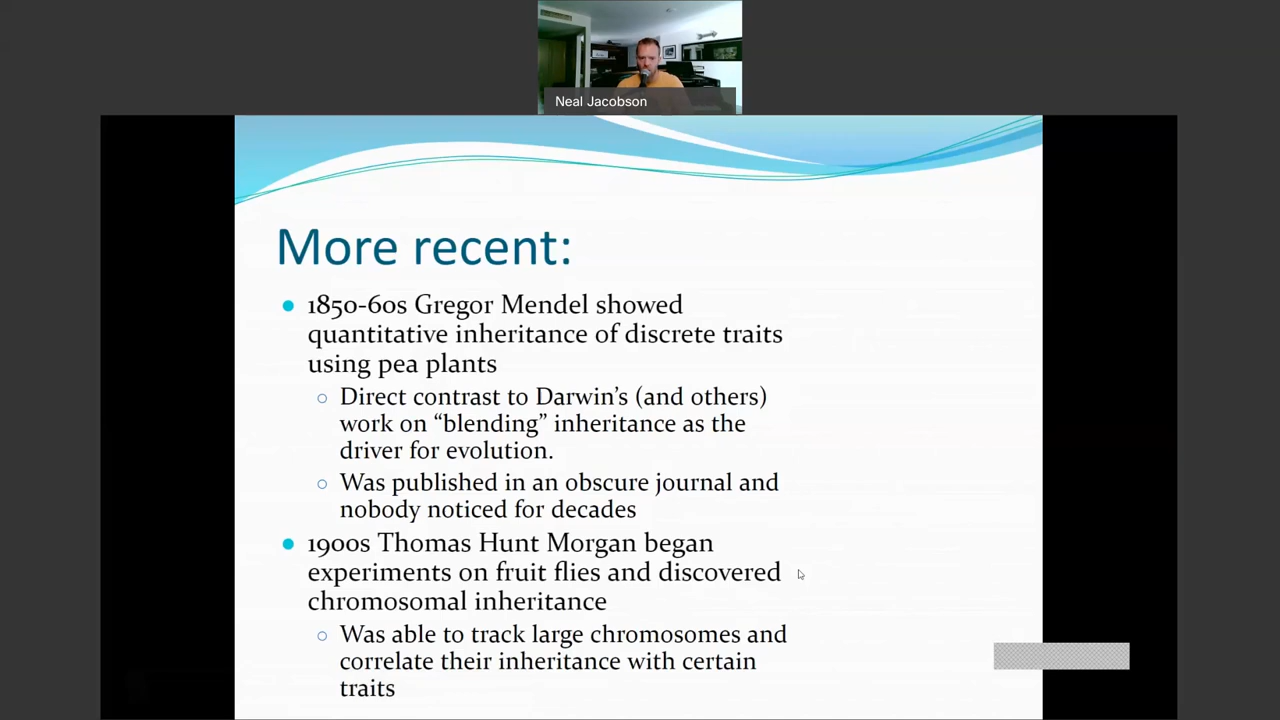 Neal Jacobson
More recent:
1850-60s Gregor Mendel showed
quantitative inheritance of discrete traits
using pea plants
Direct contrast to Darwin’s (and others)
work on “blending” inheritance as the
driver for evolution.
Was published in an obscure journal and
nobody noticed for decades
1900s Thomas Hunt Morgan began
experiments on fruit flies and discovered
chromosomal inheritance
Was able to track large chromosomes and
correlate their inheritance with certain
traits